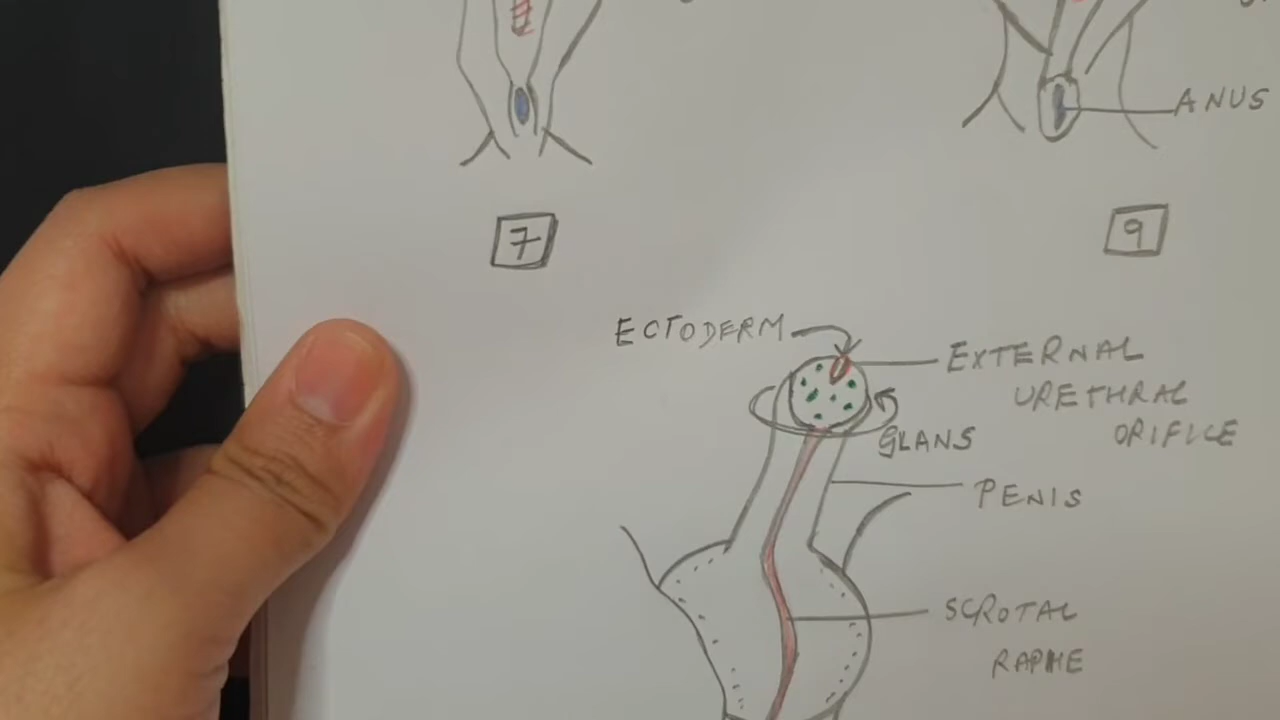 ANUS
7
9
ECTODERM
EXTERNAL
URETHRAL
ORIFICE
GLANS
PENIS
SCROTAL
RAPHE